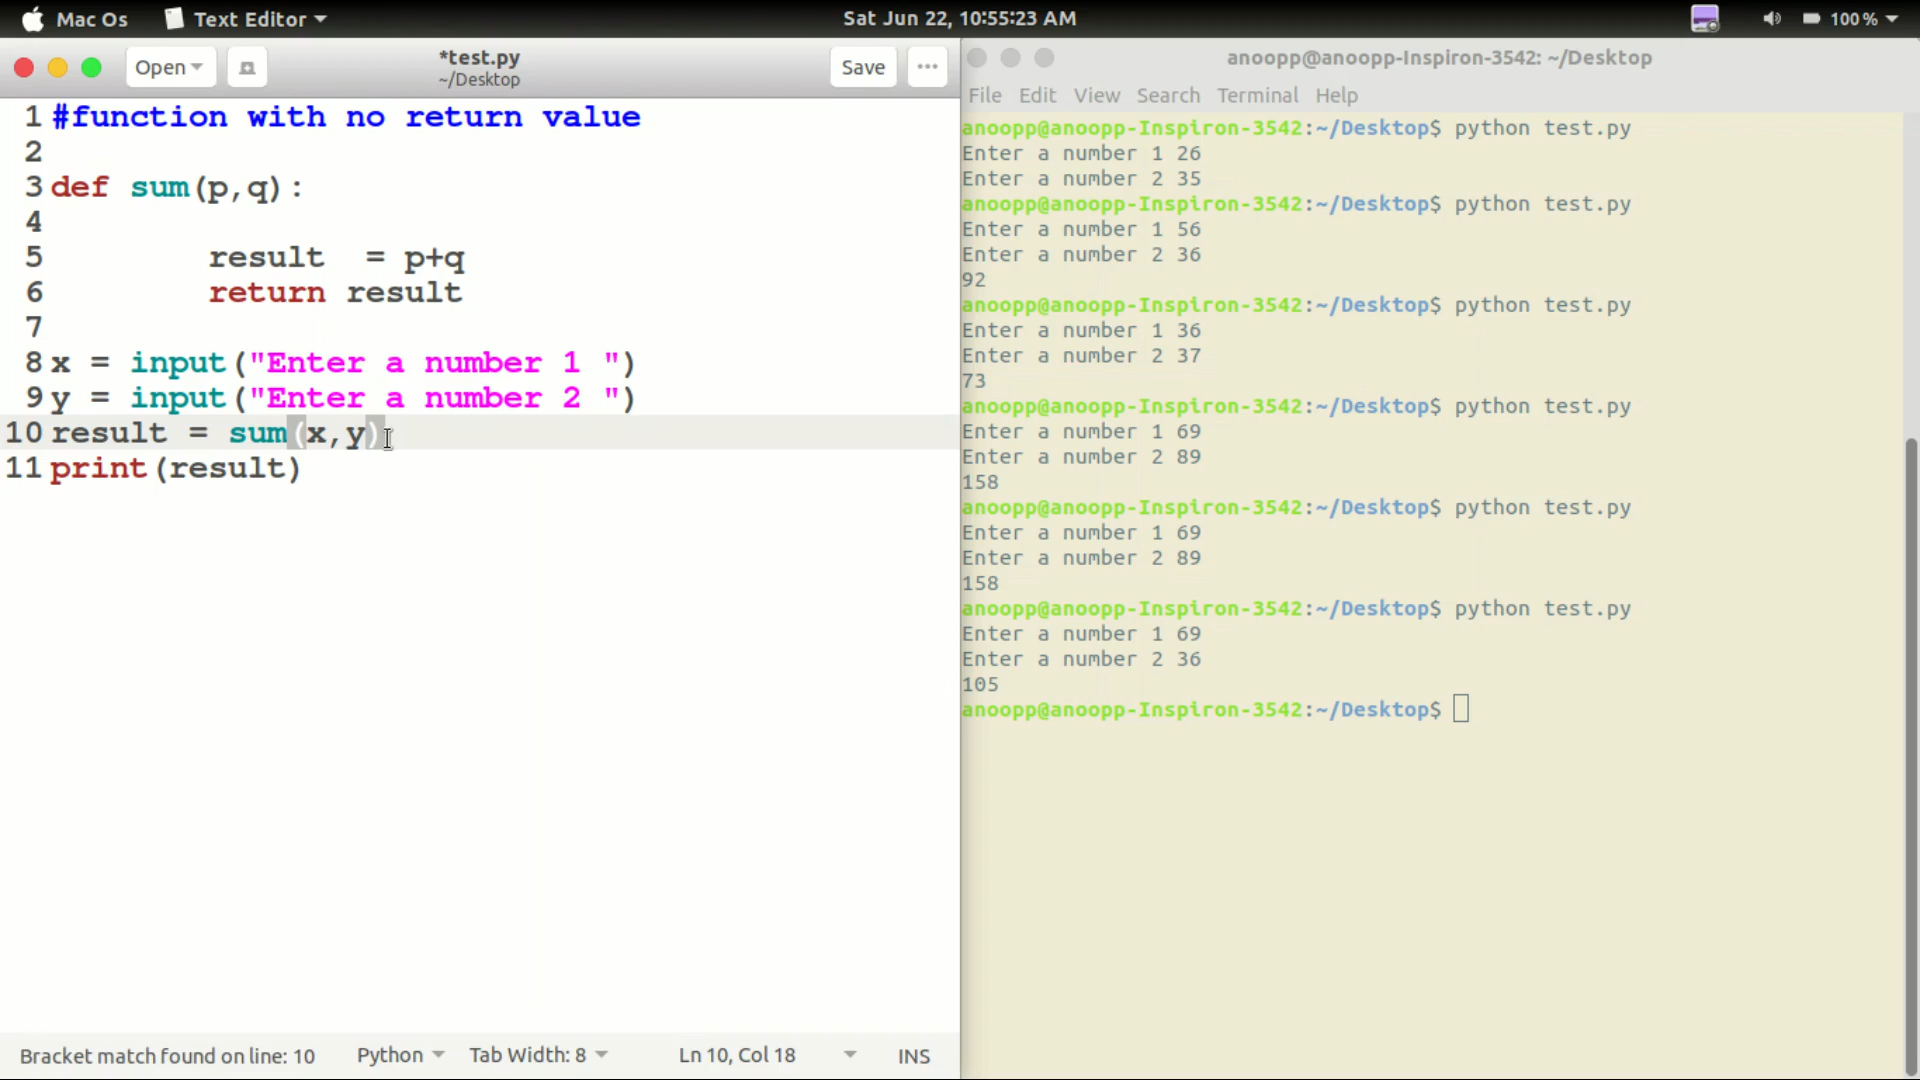 Mac Os Text Editor Sat Jun 22, 10:55:23 AM 100 %
Open *test.py Save ...
~/Desktop
1 #function with no return value
2
3 def sum(p,q):
4
5 result = p+q
6 return result
7
8 x = input("Enter a number 1 ")
9 y = input("Enter a number 2 ")
10 result = sum(x,y)
11 print(result)
Bracket match found on line: 10 Python Tab Width: 8 Ln 10, Col 18 INS
anoopp@anoopp-Inspiron-3542: ~/Desktop
File Edit View Search Terminal Help
anoopp@anoopp-Inspiron-3542:~/Desktop$ python test.py
Enter a number 1 26
Enter a number 2 35
anoopp@anoopp-Inspiron-3542:~/Desktop$ python test.py
Enter a number 1 56
Enter a number 2 36
92
anoopp@anoopp-Inspiron-3542:~/Desktop$ python test.py
Enter a number 1 36
Enter a number 2 37
73
anoopp@anoopp-Inspiron-3542:~/Desktop$ python test.py
Enter a number 1 69
Enter a number 2 89
158
anoopp@anoopp-Inspiron-3542:~/Desktop$ python test.py
Enter a number 1 69
Enter a number 2 89
158
anoopp@anoopp-Inspiron-3542:~/Desktop$ python test.py
Enter a number 1 69
Enter a number 2 36
105
anoopp@anoopp-Inspiron-3542:~/Desktop$